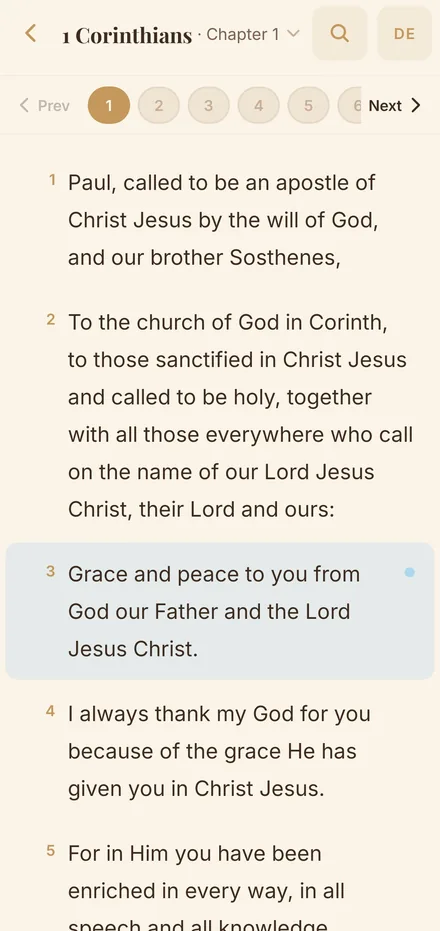 1 Corinthians · Chapter 1
DE
Prev 1 2 3 4 5 6 Next
1 Paul, called to be an apostle of
Christ Jesus by the will of God,
and our brother Sosthenes,
2 To the church of God in Corinth,
to those sanctified in Christ Jesus
and called to be holy, together
with all those everywhere who call
on the name of our Lord Jesus
Christ, their Lord and ours:
3 Grace and peace to you from
God our Father and the Lord
Jesus Christ.
4 I always thank my God for you
because of the grace He has
given you in Christ Jesus.
5 For in Him you have been
enriched in every way, in all
speech and all knowledge,